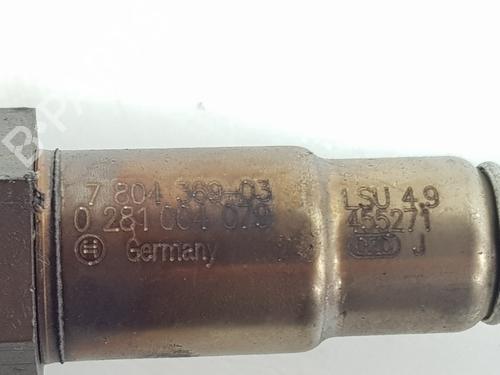 7 804 369-03
0 281 004 079
Germany
LSU 4.9
455271
J